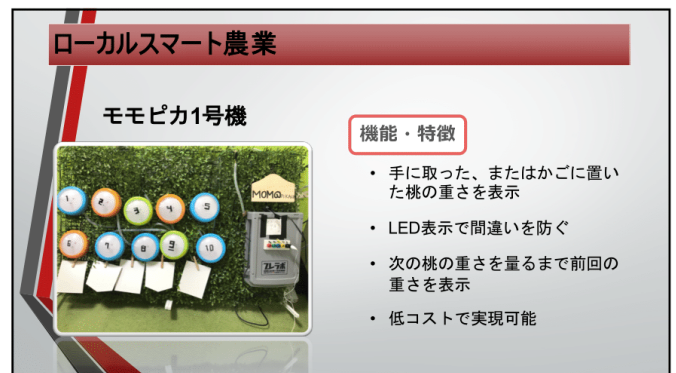 ローカルスマート農業
モモピカ1号機
機能・特徴
• 手に取った、またはかごに置い
た桃の重さを表示
• LED表示で間違いを防ぐ
• 次の桃の重さを量るまで前回の
重さを表示
• 低コストで実現可能
1 2 3 4 5
MOMO
6 7 8 9 10